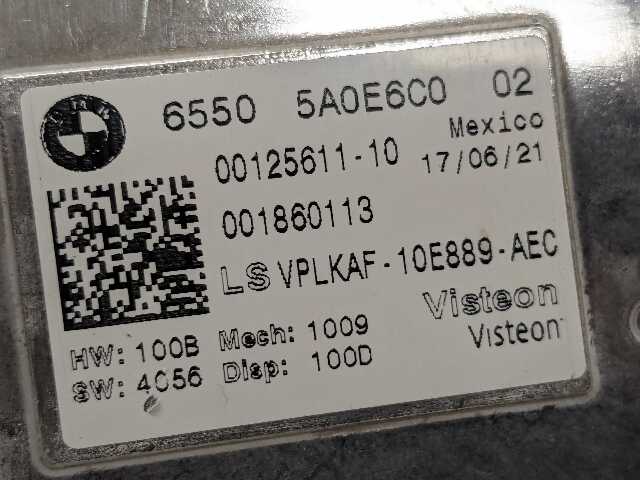 BMW
6550 5A0E6C0 02
00125611-10 Mexico
001860113 17/06/21
LS VPLKAF-10E889-AEC
Visteon
HW: 100B Mech: 1009 Visteon
SW: 4C56 Disp: 100D